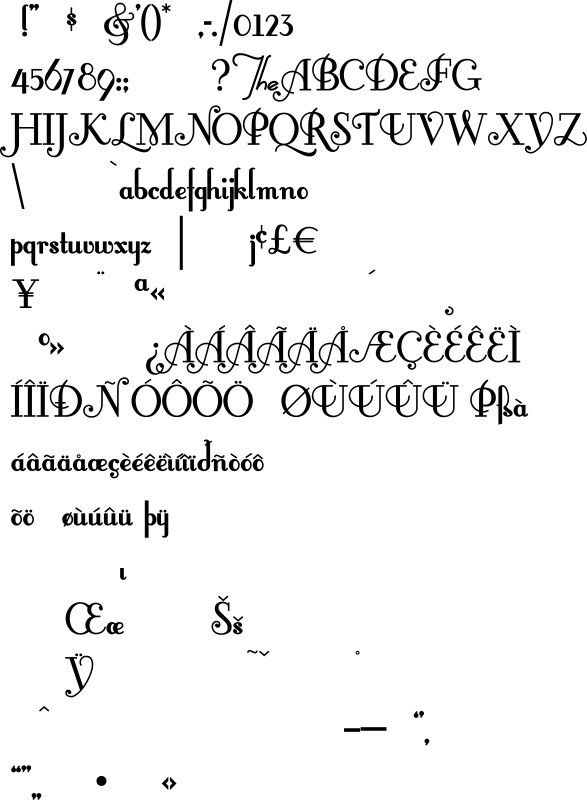 !" $ &'()* ,-./0123
456789:; ? The ABCDEFG
HIJKLMNOPQRSTUVWXYZ
\ ` abcdefghijklmno
pqrstuvwxyz | ¡¢£€
¥ ¨ ª« ´
¸
º» ¿ÀÁÂÃÄÅÆÇÈÉÊËÌ
ÍÎÏÐÑÒÓÔÕÖ ØÙÚÛÜ Þßà
áâãäåæçèéêëìíîïðñòóô
õö øùúûü þÿ
ı
Œœ Šš
Ÿ ˜ˇ ˚
ˆ
–— ‘’‚
“”„ • ‹›